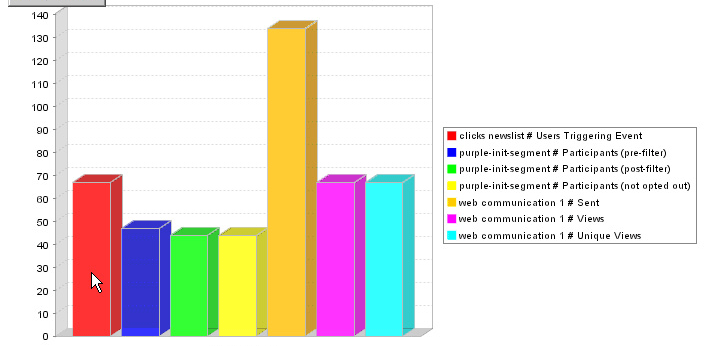 140
130
120
110
100
90
80
70
60
50
40
30
20
10
0
clicks newslist # Users Triggering Event
purple-init-segment # Participants (pre-filter)
purple-init-segment # Participants (post-filter)
purple-init-segment # Participants (not opted out)
web communication 1 # Sent
web communication 1 # Views
web communication 1 # Unique Views